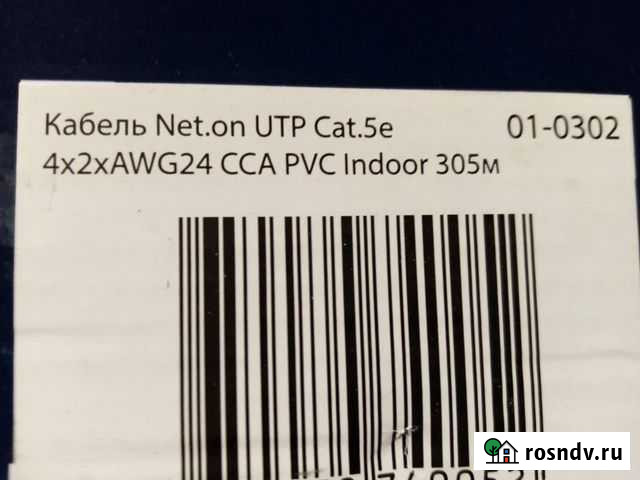 Кабель Net.on UTP Cat.5e 01-0302
4x2xAWG24 CCA PVC Indoor 305м
rosndv.ru